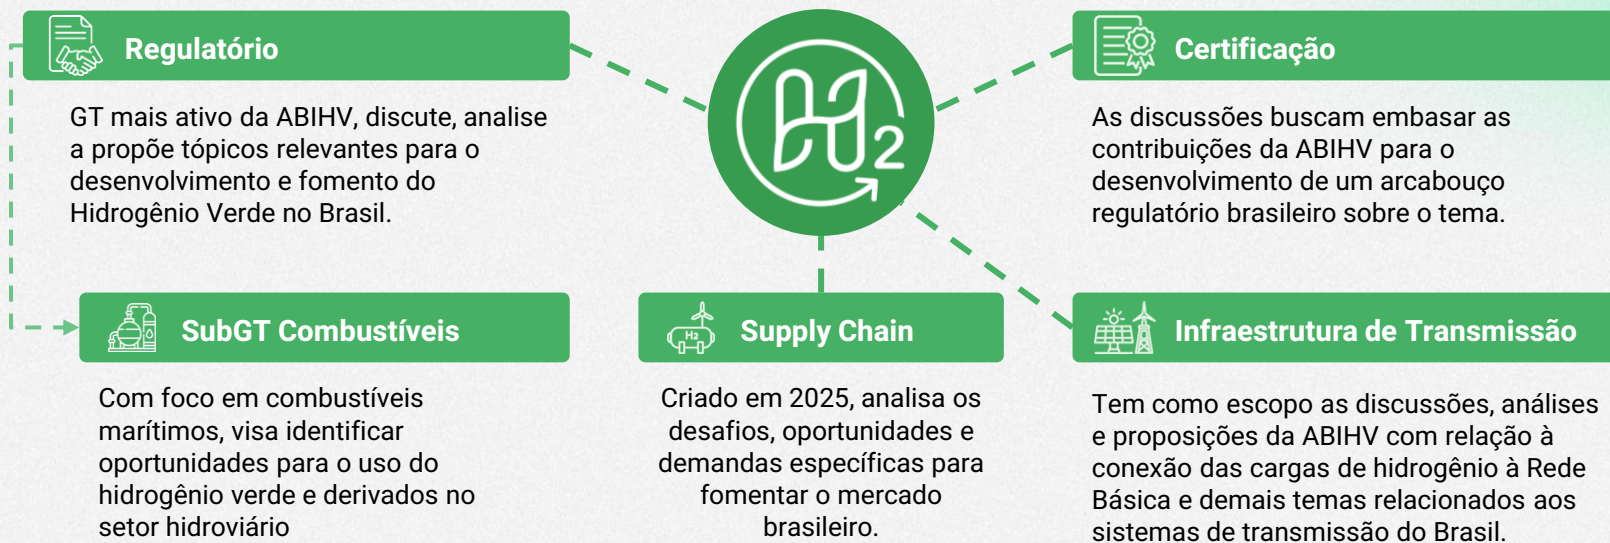 Regulatório
GT mais ativo da ABIHV, discute, analise
a propõe tópicos relevantes para o
desenvolvimento e fomento do
Hidrogênio Verde no Brasil.
H2
Certificação
As discussões buscam embasar as
contribuições da ABIHV para o
desenvolvimento de um arcabouço
regulatório brasileiro sobre o tema.
SubGT Combustíveis
Com foco em combustíveis
marítimos, visa identificar
oportunidades para o uso do
hidrogênio verde e derivados no
setor hidroviário
H2
Supply Chain
Criado em 2025, analisa os
desafios, oportunidades e
demandas específicas para
fomentar o mercado
brasileiro.
Infraestrutura de Transmissão
Tem como escopo as discussões, análises
e proposições da ABIHV com relação à
conexão das cargas de hidrogênio à Rede
Básica e demais temas relacionados aos
sistemas de transmissão do Brasil.